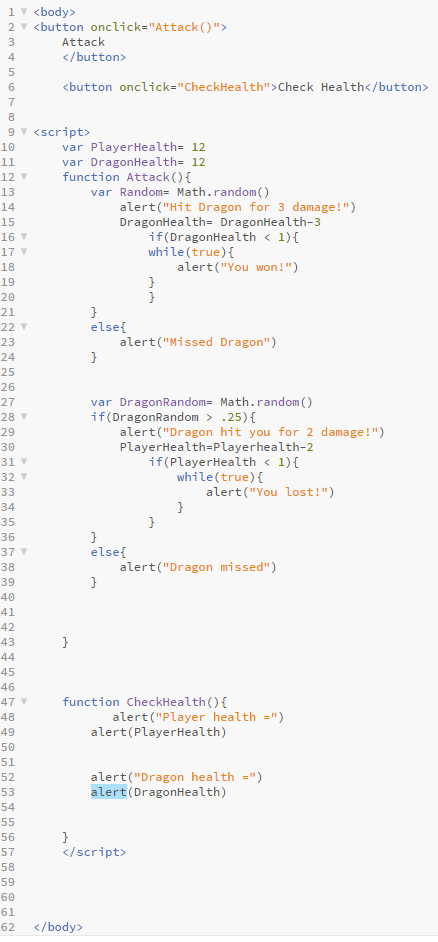 1 <body>
2 <button onclick="Attack()">
3 Attack
4 </button>
5
6 <button onclick="CheckHealth">Check Health</button>
7
8
9 <script>
10 var PlayerHealth= 12
11 var DragonHealth= 12
12 function Attack(){
13 var Random= Math.random()
14 alert("Hit Dragon for 3 damage!")
15 DragonHealth= DragonHealth-3
16 if(DragonHealth < 1){
17 while(true){
18 alert("You won!")
19 }
20 }
21 }
22 else{
23 alert("Missed Dragon")
24 }
25
26
27 var DragonRandom= Math.random()
28 if(DragonRandom > .25){
29 alert("Dragon hit you for 2 damage!")
30 PlayerHealth=Playerhealth-2
31 if(PlayerHealth < 1){
32 while(true){
33 alert("You lost!")
34 }
35 }
36 }
37 else{
38 alert("Dragon missed")
39 }
40
41
42
43 }
44
45
46
47 function CheckHealth(){
48 alert("Player health =")
49 alert(PlayerHealth)
50
51
52 alert("Dragon health =")
53 alert(DragonHealth)
54
55
56 }
57 </script>
58
59
60
61
62 </body>